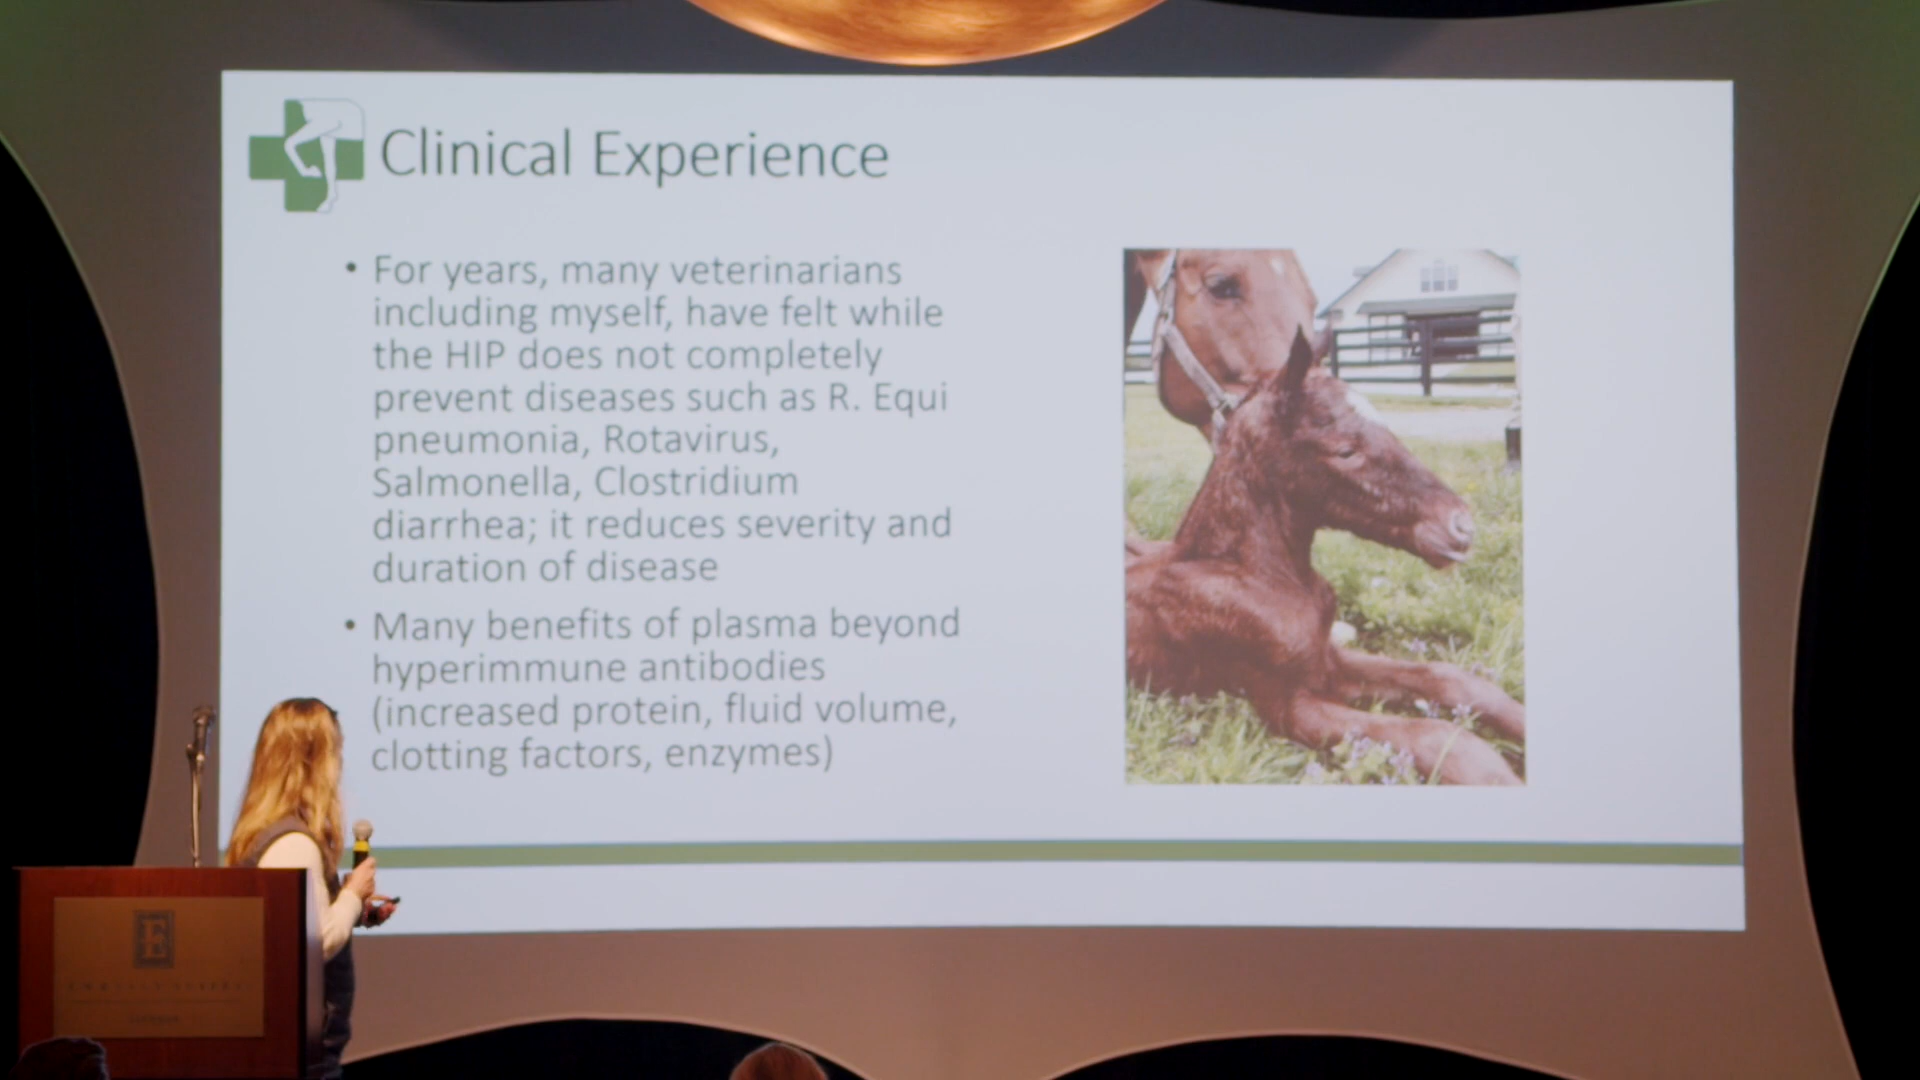 Clinical Experience
• For years, many veterinarians
including myself, have felt while
the HIP does not completely
prevent diseases such as R. Equi
pneumonia, Rotavirus,
Salmonella, Clostridium
diarrhea; it reduces severity and
duration of disease
• Many benefits of plasma beyond
hyperimmune antibodies
(increased protein, fluid volume,
clotting factors, enzymes)
E